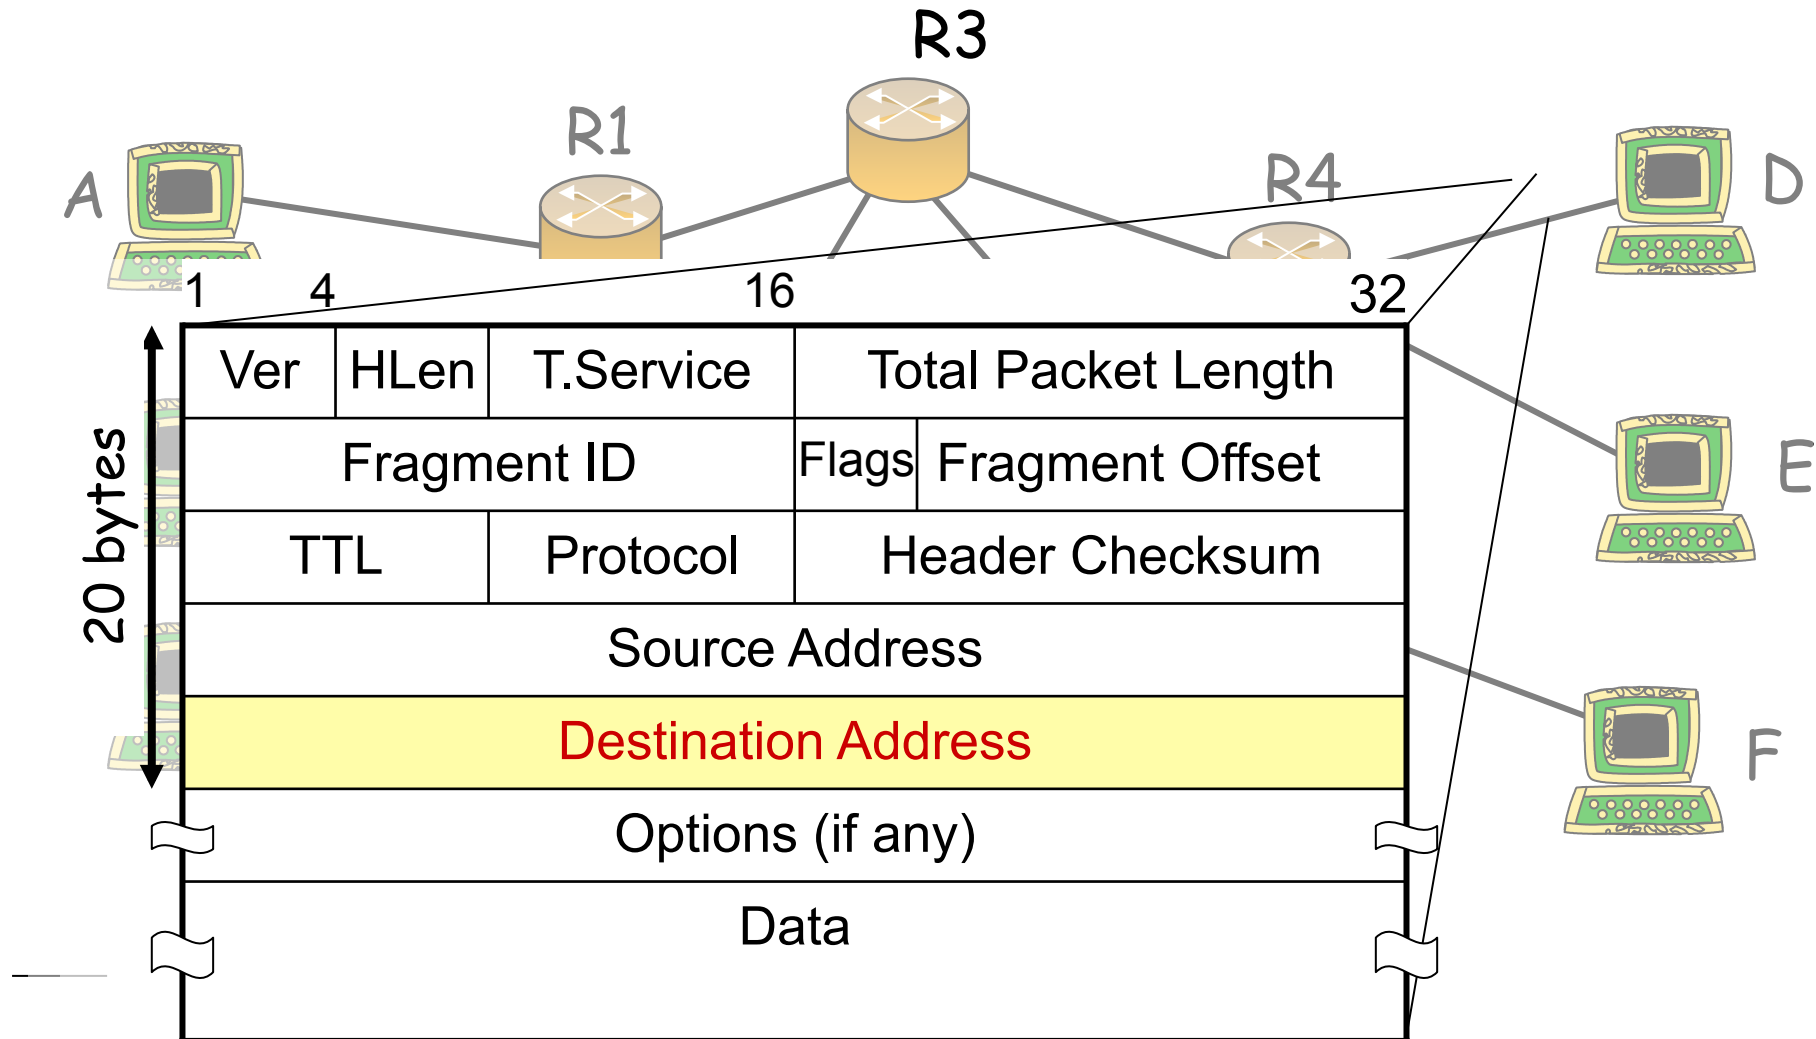 R3
R1
A
R4
D
1 4 16 32
Ver HLen T.Service Total Packet Length
Fragment ID Flags Fragment Offset
E
TTL Protocol Header Checksum
20 bytes
Source Address
Destination Address
F
Options (if any)
Data